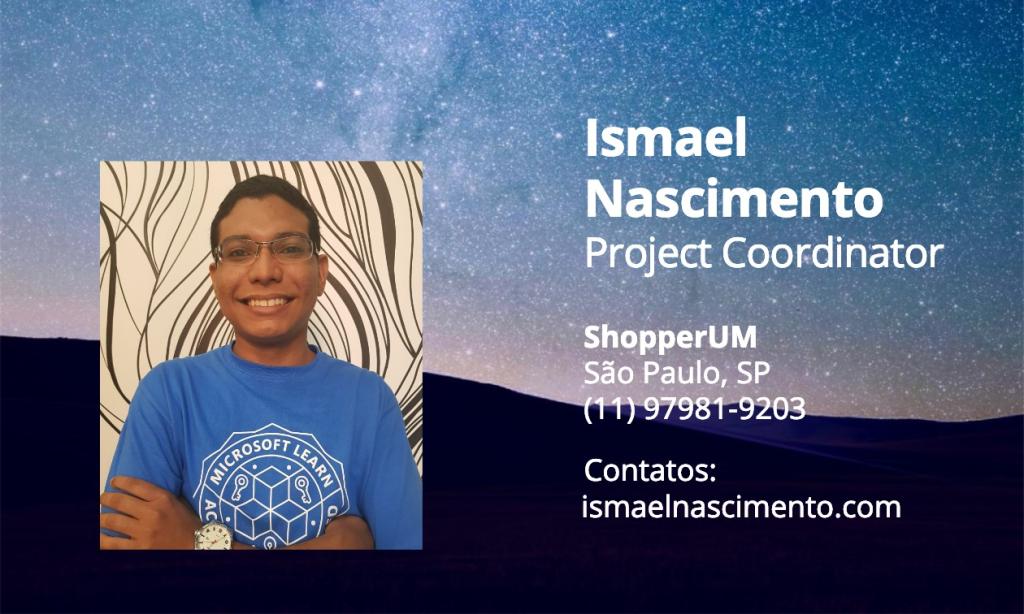 Ismael
Nascimento
Project Coordinator
ShopperUM
São Paulo, SP
(11) 97981-9203
Contatos:
ismaelnascimento.com
MICROSOFT LEARN